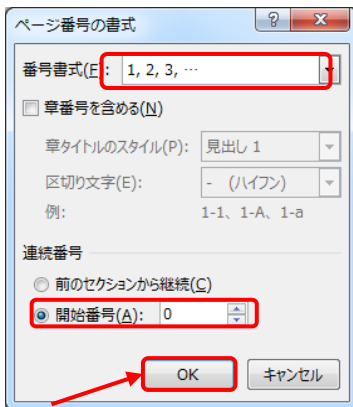 ページ番号の書式
番号書式(F): 1, 2, 3, …
章番号を含める(N)
章タイトルのスタイル(P): 見出し 1
区切り文字(E): - (ハイフン)
例: 1-1、1-A、1-a
連続番号
前のセクションから継続(C)
開始番号(A): 0
OK キャンセル